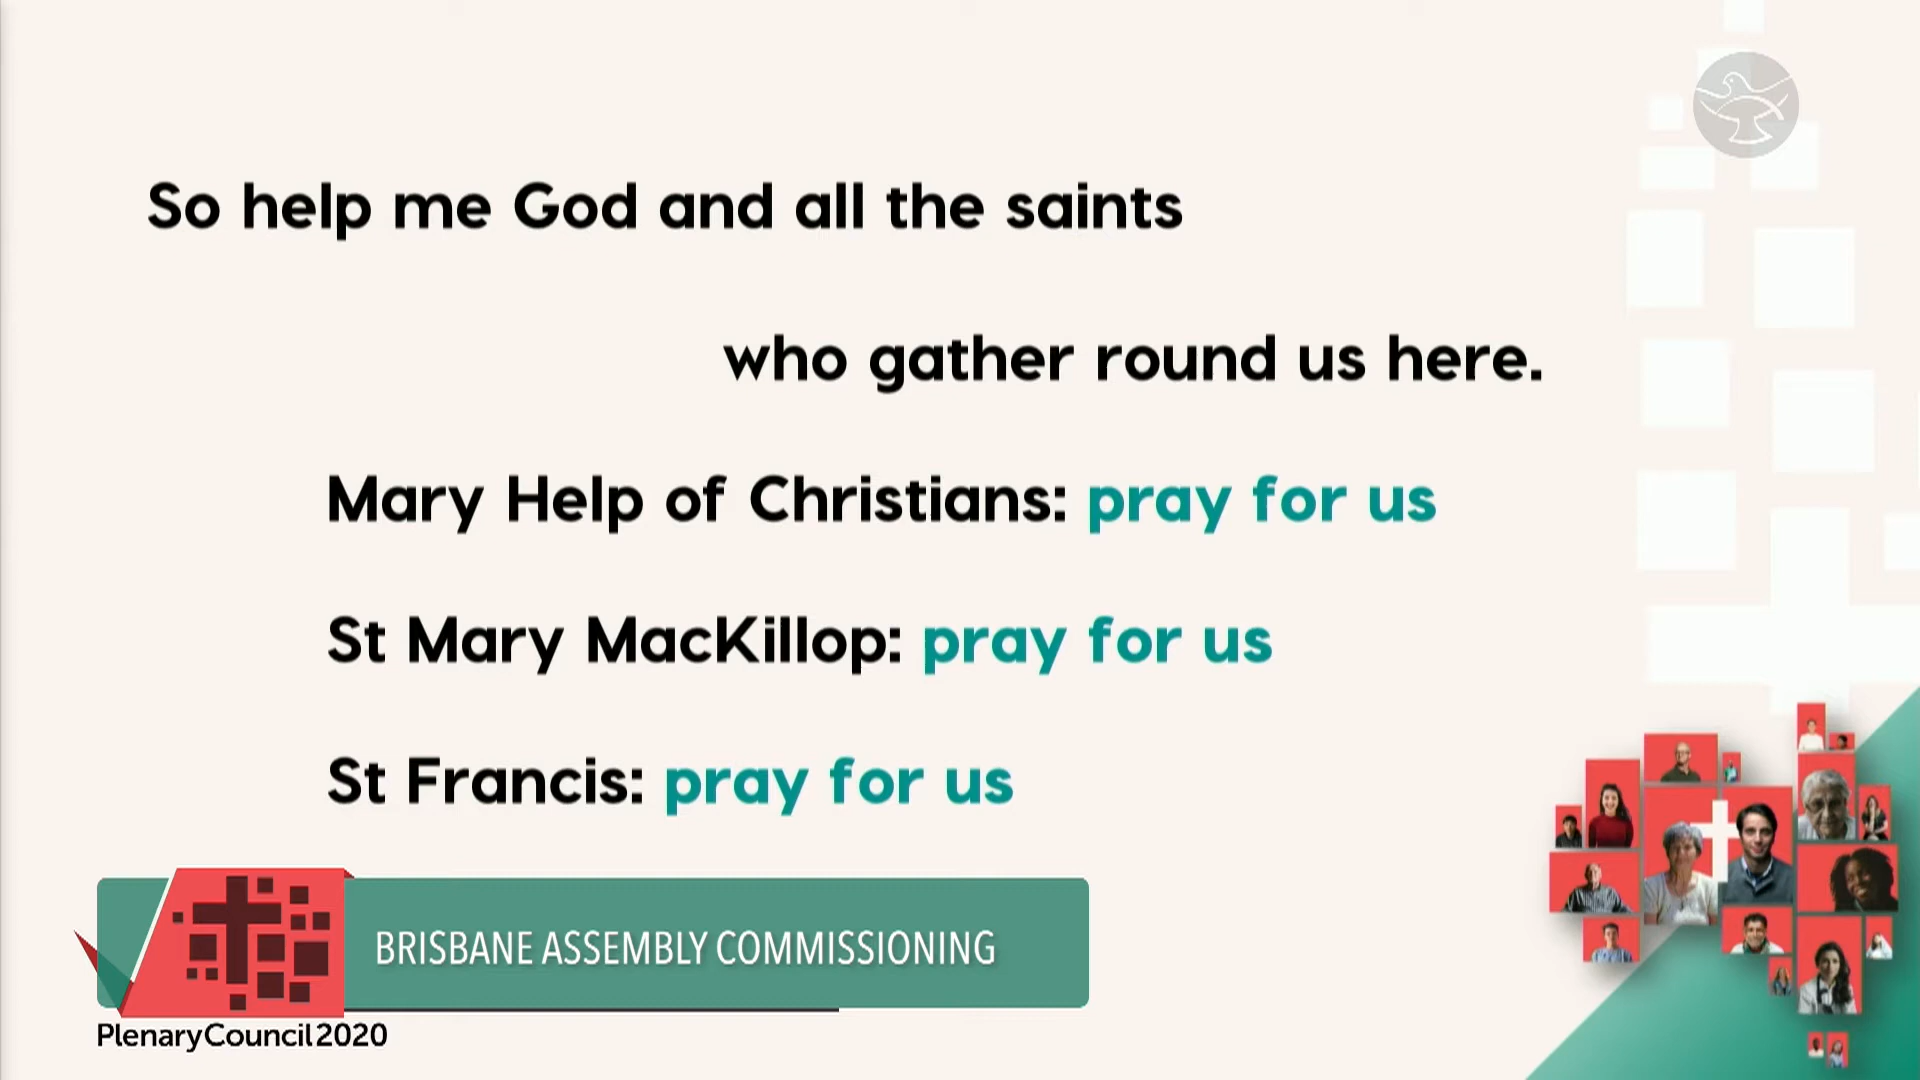 So help me God and all the saints
who gather round us here.
Mary Help of Christians: pray for us
St Mary MacKillop: pray for us
St Francis: pray for us
BRISBANE ASSEMBLY COMMISSIONING
PlenaryCouncil2020